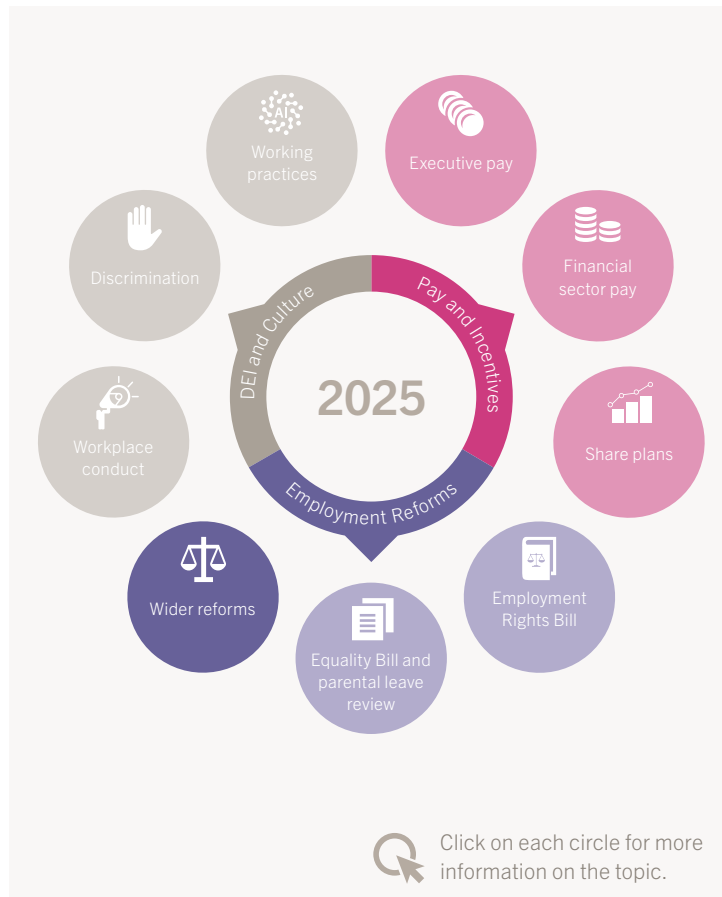 AI
Working
practices
Executive pay
Discrimination
Financial
sector pay
DEI and Culture
Pay and Incentives
2025
Workplace
conduct
Share plans
Employment Reforms
Wider reforms
Employment
Rights Bill
Equality Bill and
parental leave
review
Click on each circle for more
information on the topic.